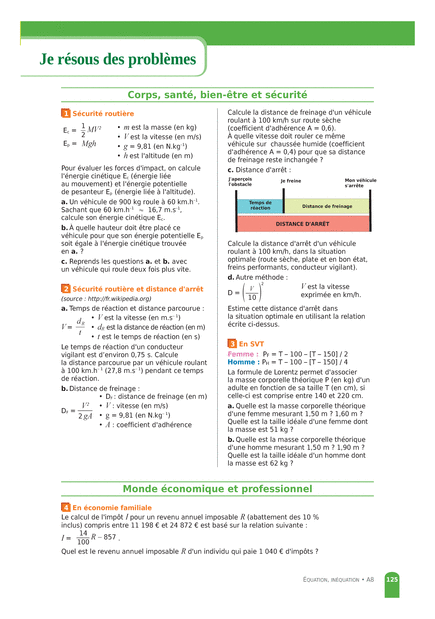 Je résous des problèmes
Corps, santé, bien-être et sécurité
1 Sécurité routière
Ec = 1/2 MV²
Ep = Mgh
• m est la masse (en kg)
• V est la vitesse (en m/s)
• g = 9,81 (en N.kg⁻¹)
• h est l'altitude (en m)
Pour évaluer les forces d'impact, on calcule
l'énergie cinétique Ec (énergie liée
au mouvement) et l'énergie potentielle
de pesanteur Ep (énergie liée à l'altitude).
a. Un véhicule de 900 kg roule à 60 km.h⁻¹.
Sachant que 60 km.h⁻¹ ≈ 16,7 m.s⁻¹,
calcule son énergie cinétique Ec.
b. À quelle hauteur doit être placé ce
véhicule pour que son énergie potentielle Ep
soit égale à l'énergie cinétique trouvée
en a. ?
c. Reprends les questions a. et b. avec
un véhicule qui roule deux fois plus vite.
2 Sécurité routière et distance d'arrêt
(source : http://fr.wikipedia.org)
a. Temps de réaction et distance parcourue :
V = dR/t
• V est la vitesse (en m.s⁻¹)
• dR est la distance de réaction (en m)
• t est le temps de réaction (en s)
Le temps de réaction d'un conducteur
vigilant est d'environ 0,75 s. Calcule
la distance parcourue par un véhicule roulant
à 100 km.h⁻¹ (27,8 m.s⁻¹) pendant ce temps
de réaction.
b. Distance de freinage :
DF = V²/2gA
• DF : distance de freinage (en m)
• V : vitesse (en m/s)
• g = 9,81 (en N.kg⁻¹)
• A : coefficient d'adhérence
Calcule la distance de freinage d'un véhicule
roulant à 100 km/h sur route sèche
(coefficient d'adhérence A = 0,6).
À quelle vitesse doit rouler ce même
véhicule sur chaussée humide (coefficient
d'adhérence A = 0,4) pour que sa distance
de freinage reste inchangée ?
c. Distance d'arrêt :
J'aperçois l'obstacle
Je freine
Mon véhicule s'arrête
Temps de réaction
Distance de freinage
DISTANCE D'ARRÊT
Calcule la distance d'arrêt d'un véhicule
roulant à 100 km/h, dans la situation
optimale (route sèche, plate et en bon état,
freins performants, conducteur vigilant).
d. Autre méthode :
D = (V/10)²
V est la vitesse
exprimée en km/h.
Estime cette distance d'arrêt dans
la situation optimale en utilisant la relation
écrite ci-dessus.
3 En SVT
Femme : PF = T – 100 – [T – 150] / 2
Homme : PH = T – 100 – [T – 150] / 4
La formule de Lorentz permet d'associer
la masse corporelle théorique P (en kg) d'un
adulte en fonction de sa taille T (en cm), si
celle-ci est comprise entre 140 et 220 cm.
a. Quelle est la masse corporelle théorique
d'une femme mesurant 1,50 m ? 1,60 m ?
Quelle est la taille idéale d'une femme dont
la masse est 51 kg ?
b. Quelle est la masse corporelle théorique
d'un homme mesurant 1,50 m ? 1,90 m ?
Quelle est la taille idéale d'un homme dont
la masse est 62 kg ?
Monde économique et professionnel
4 En économie familiale
Le calcul de l'impôt I pour un revenu annuel imposable R (abattement des 10 %
inclus) compris entre 11 198 € et 24 872 € est basé sur la relation suivante :
I = 14/100 R – 857 .
Quel est le revenu annuel imposable R d'un individu qui paie 1 040 € d'impôts ?
ÉQUATION, INÉQUATION • A8
125